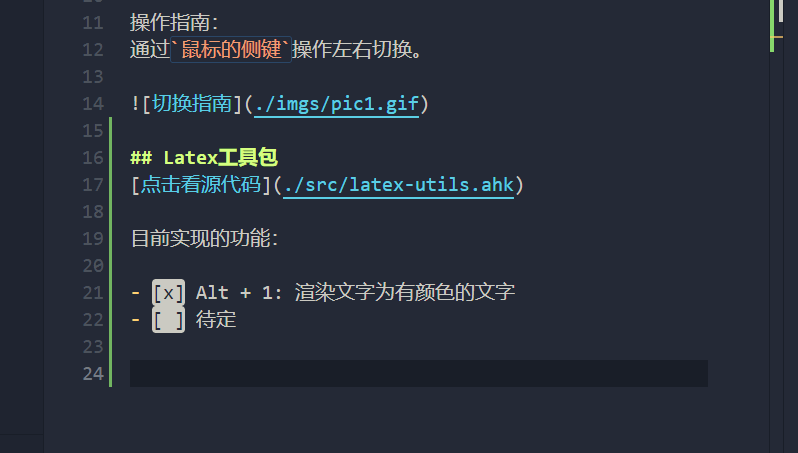 11 操作指南:
12 通过`鼠标的侧键`操作左右切换。
13
14 ![切换指南](./imgs/pic1.gif)
15
16 ## Latex工具包
17 [点击看源代码](./src/latex-utils.ahk)
18
19 目前实现的功能:
20
21 - [x] Alt + 1: 渲染文字为有颜色的文字
22 - [ ] 待定
23
24